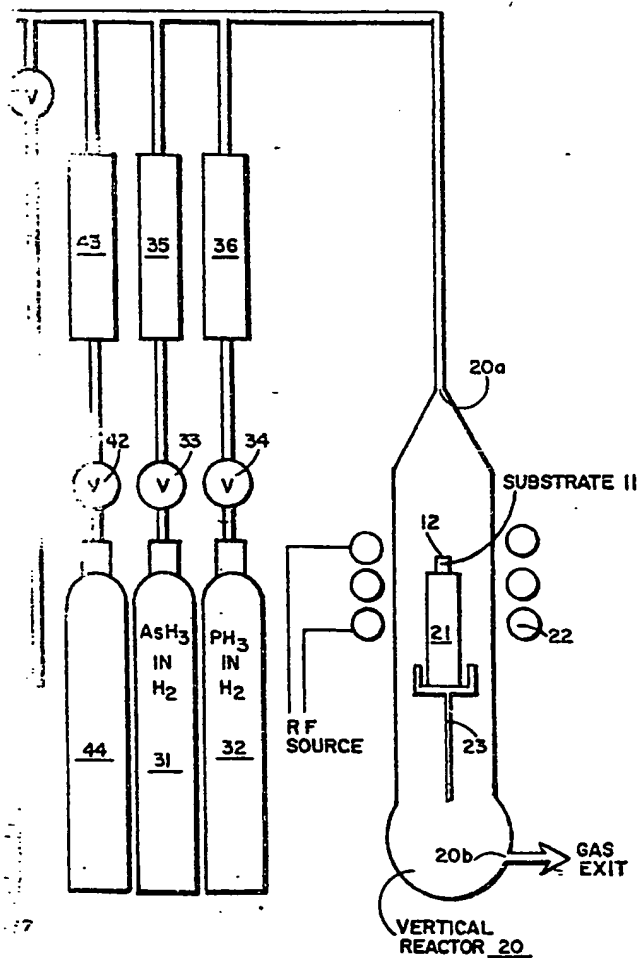 V
43
35
36
20a
42
33
34
V
V
V
SUBSTRATE 11
12
21
22
AsH3
IN
H2
PH3
IN
H2
RF
SOURCE
23
44
31
32
20b
GAS
EXIT
VERTICAL
REACTOR 20